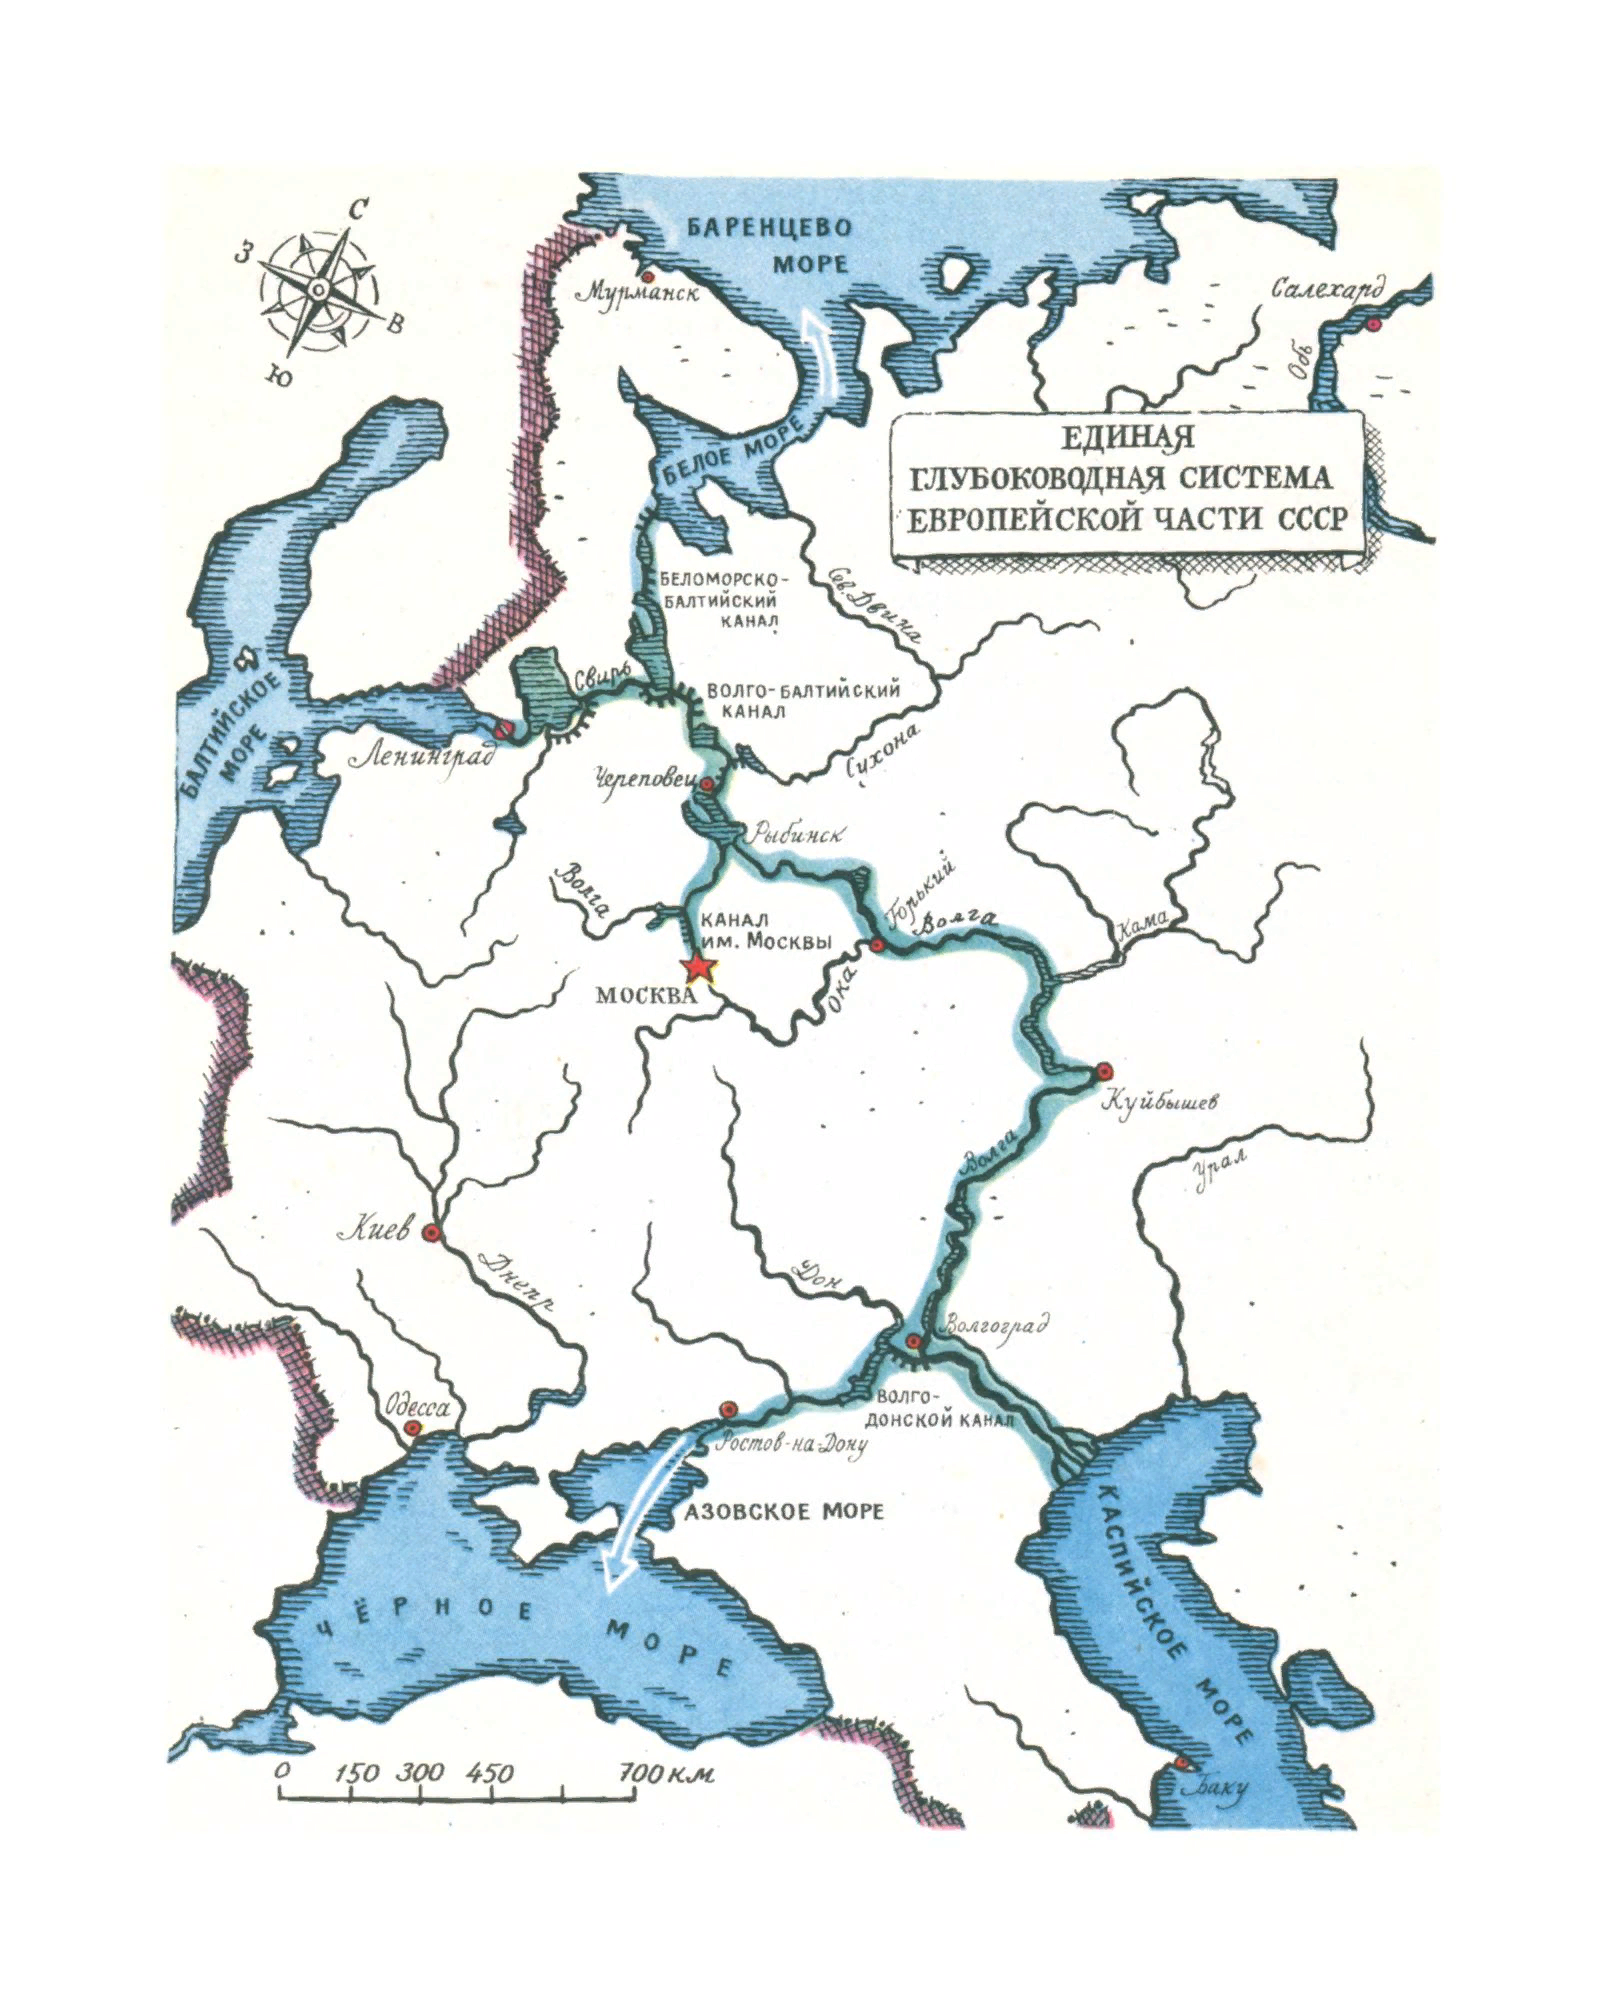 С
З
В
Ю
БАРЕНЦЕВО
МОРЕ
Мурманск
Салехард
Обь
ЕДИНАЯ
ГЛУБОКОВОДНАЯ СИСТЕМА
ЕВРОПЕЙСКОЙ ЧАСТИ СССР
БЕЛОЕ МОРЕ
БЕЛОМОРСКО-
БАЛТИЙСКИЙ
КАНАЛ
Сев. Двина
БАЛТИЙСКОЕ
МОРЕ
Свирь
ВОЛГО-БАЛТИЙСКИЙ
КАНАЛ
Ленинград
Сухона
Череповец
Рыбинск
Волга
Горький
Волга
КАНАЛ
ИМ. МОСКВЫ
Кама
МОСКВА
Ока
Куйбышев
Волга
Урал
Киев
Днепр
Дон
Волгоград
Одесса
ВОЛГО-
ДОНСКОЙ КАНАЛ
Ростов-на-Дону
АЗОВСКОЕ МОРЕ
КАСПИЙСКОЕ МОРЕ
ЧЁРНОЕ МОРЕ
Баку
0 150 300 450 700 км